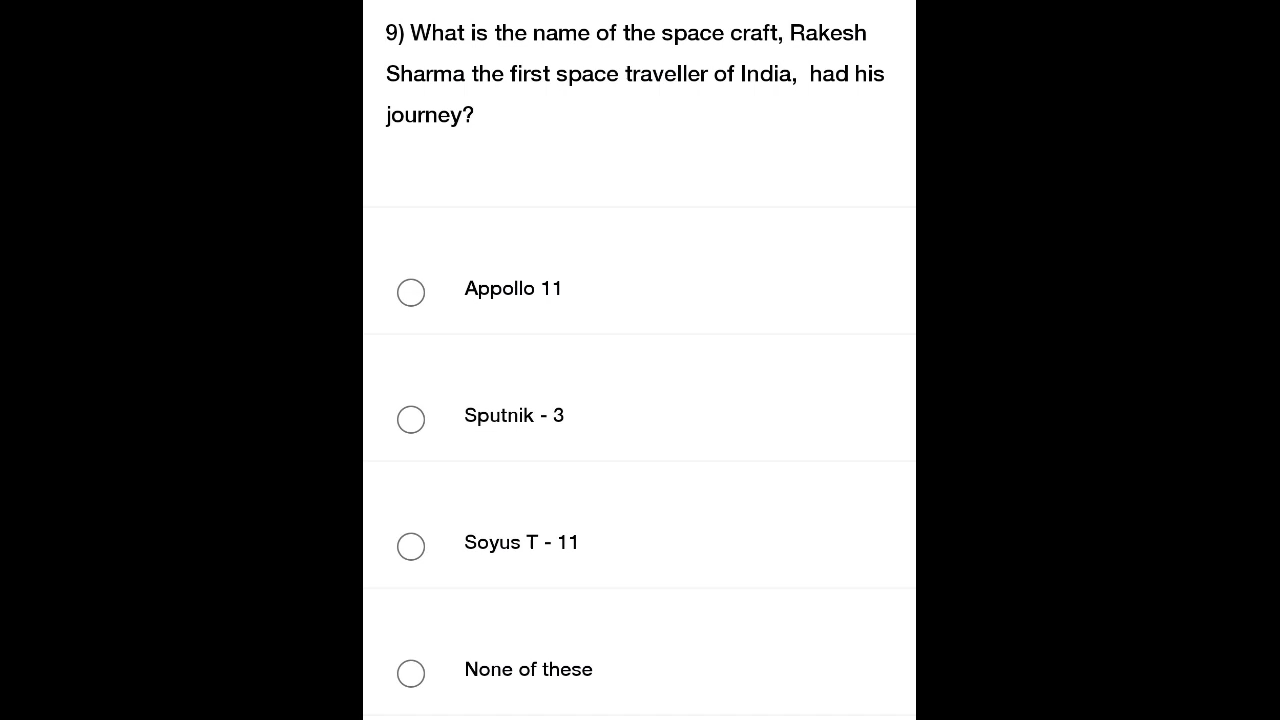 9) What is the name of the space craft, Rakesh
Sharma the first space traveller of India,  had his
journey?
Appollo 11
Sputnik - 3
Soyus T - 11
None of these